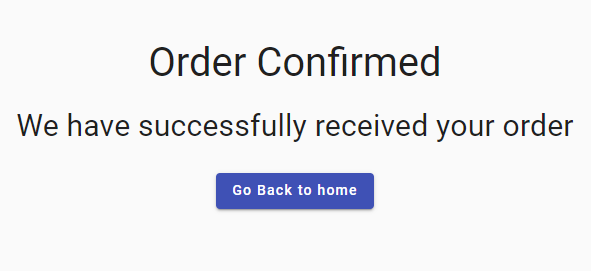 Order Confirmed
We have successfully received your order
Go Back to home